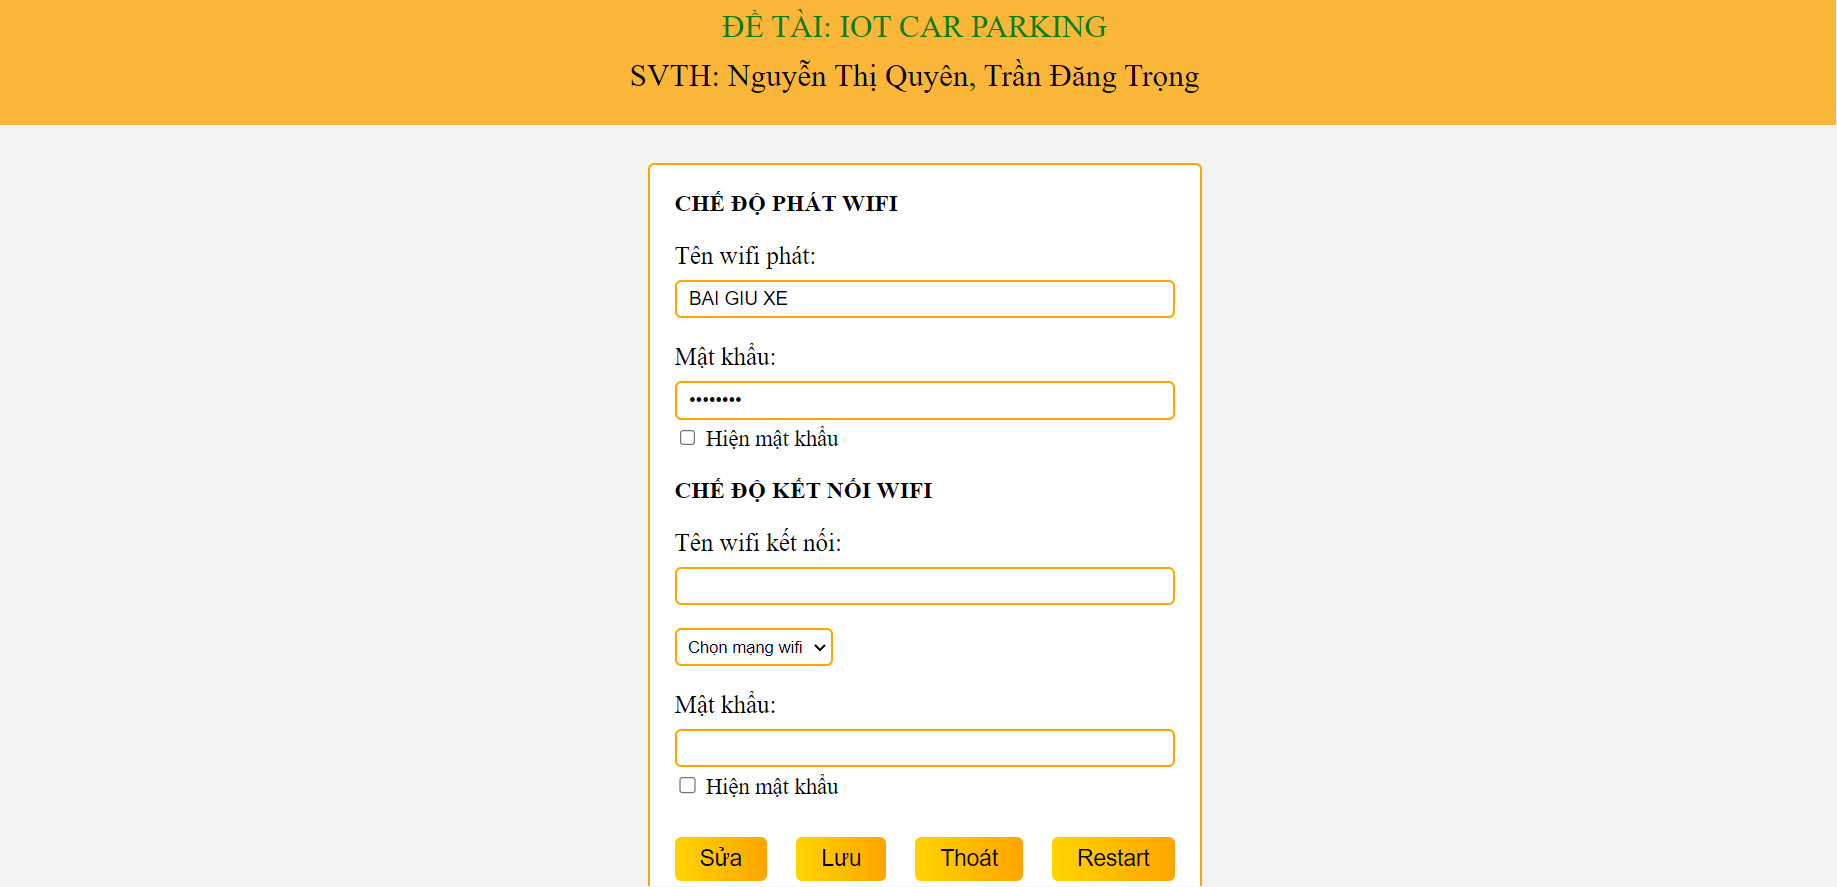 ĐỀ TÀI: IOT CAR PARKING
SVTH: Nguyễn Thị Quyên, Trần Đăng Trọng
CHẾ ĐỘ PHÁT WIFI
Tên wifi phát:
BAI GIU XE
Mật khẩu:
••••••••
Hiện mật khẩu
CHẾ ĐỘ KẾT NỐI WIFI
Tên wifi kết nối:
Chọn mạng wifi
Mật khẩu:
Hiện mật khẩu
Sửa Lưu Thoát Restart